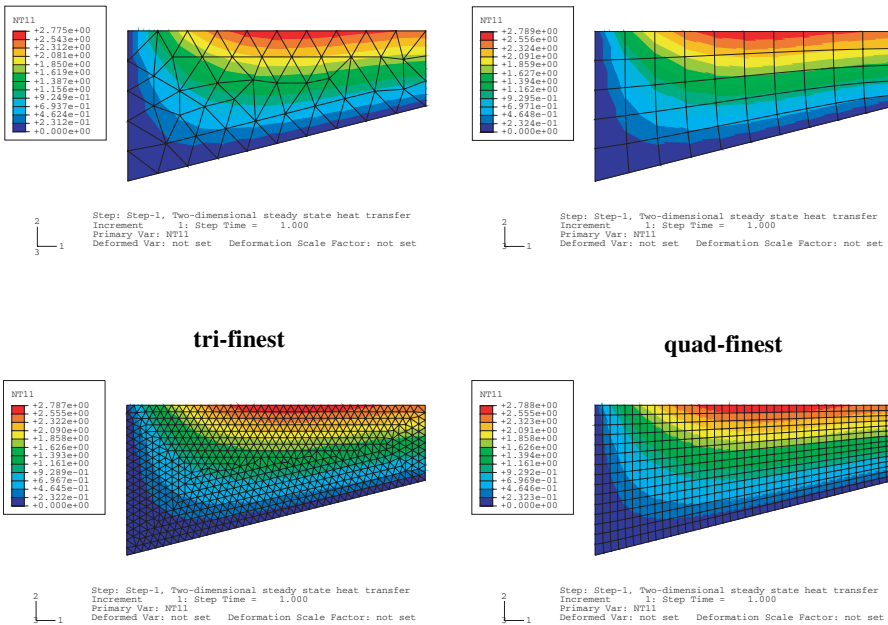 NT11
+2.775e+00
+2.543e+00
+2.312e+00
+2.081e+00
+1.850e+00
+1.619e+00
+1.387e+00
+1.156e+00
+9.249e-01
+6.937e-01
+4.624e-01
+2.312e-01
+0.000e+00
2
3 1
Step: Step-1, Two-dimensional steady state heat transfer
Increment 1: Step Time = 1.000
Primary Var: NT11
Deformed Var: not set Deformation Scale Factor: not set
NT11
+2.789e+00
+2.556e+00
+2.324e+00
+2.091e+00
+1.859e+00
+1.627e+00
+1.394e+00
+1.162e+00
+9.295e-01
+6.971e-01
+4.648e-01
+2.324e-01
+0.000e+00
2
3 1
Step: Step-1, Two-dimensional steady state heat transfer
Increment 1: Step Time = 1.000
Primary Var: NT11
Deformed Var: not set Deformation Scale Factor: not set
tri-finest
NT11
+2.787e+00
+2.555e+00
+2.322e+00
+2.090e+00
+1.858e+00
+1.626e+00
+1.393e+00
+1.161e+00
+9.289e-01
+6.967e-01
+4.645e-01
+2.322e-01
+0.000e+00
2
3 1
Step: Step-1, Two-dimensional steady state heat transfer
Increment 1: Step Time = 1.000
Primary Var: NT11
Deformed Var: not set Deformation Scale Factor: not set
quad-finest
NT11
+2.788e+00
+2.555e+00
+2.323e+00
+2.091e+00
+1.858e+00
+1.626e+00
+1.394e+00
+1.161e+00
+9.292e-01
+6.969e-01
+4.646e-01
+2.323e-01
+0.000e+00
2
3 1
Step: Step-1, Two-dimensional steady state heat transfer
Increment 1: Step Time = 1.000
Primary Var: NT11
Deformed Var: not set Deformation Scale Factor: not set